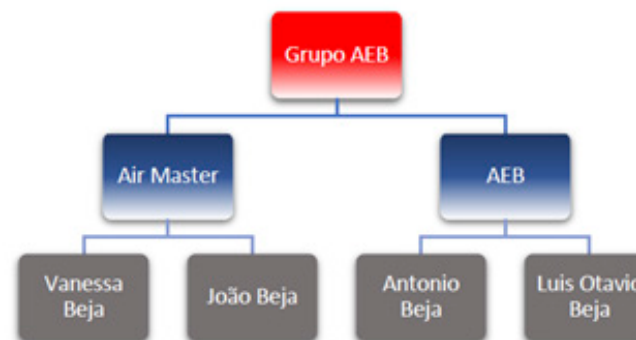 Grupo AEB
Air Master
AEB
Vanessa
Beja
João Beja
Antonio
Beja
Luis Otavio
Beja